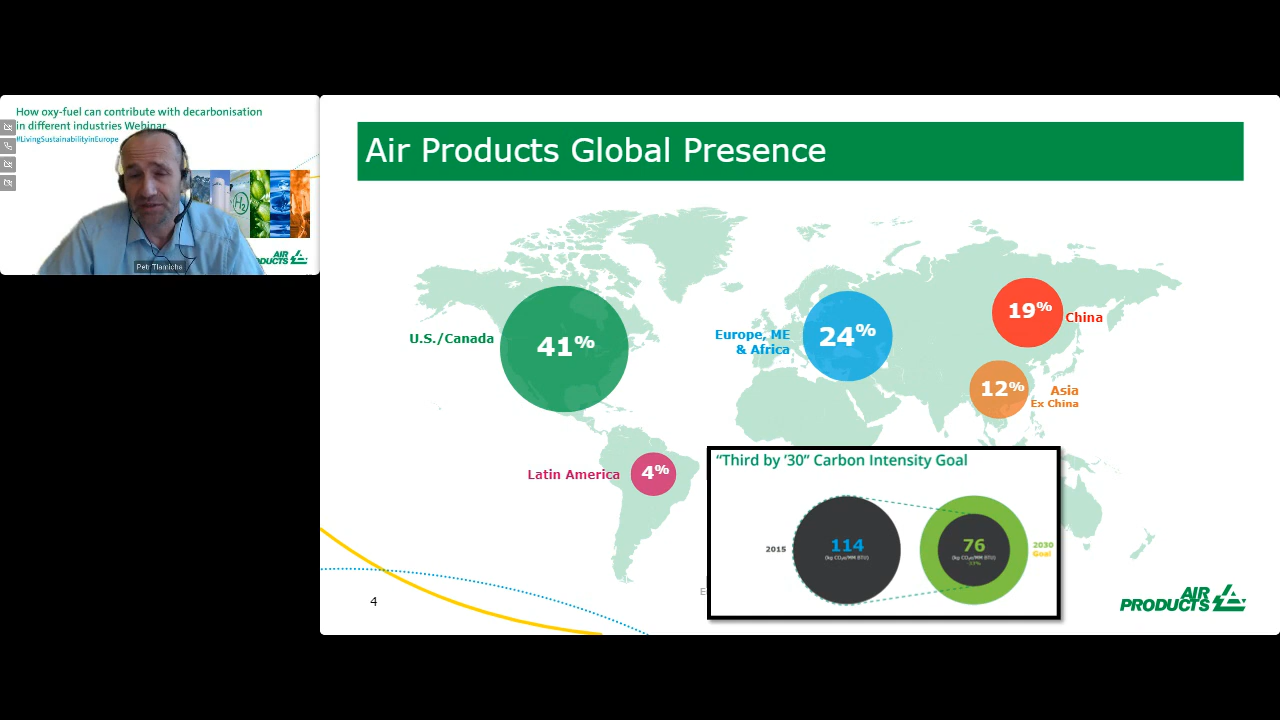 How oxy-fuel can contribute with decarbonisation
in different industries Webinar
#LivingSustainabilityinEurope
H2
AIR
DUCTS
Petr Tlamicha
Air Products Global Presence
U.S./Canada
41%
Europe, ME
& Africa
24%
19%
China
12%
Asia
Ex China
Latin America
4%
“Third by ’30” Carbon Intensity Goal
2015
114
(kg CO₂e/MM BTU)
76
(kg CO₂e/MM BTU)
-33%
2030
Goal
4
AIR
PRODUCTS